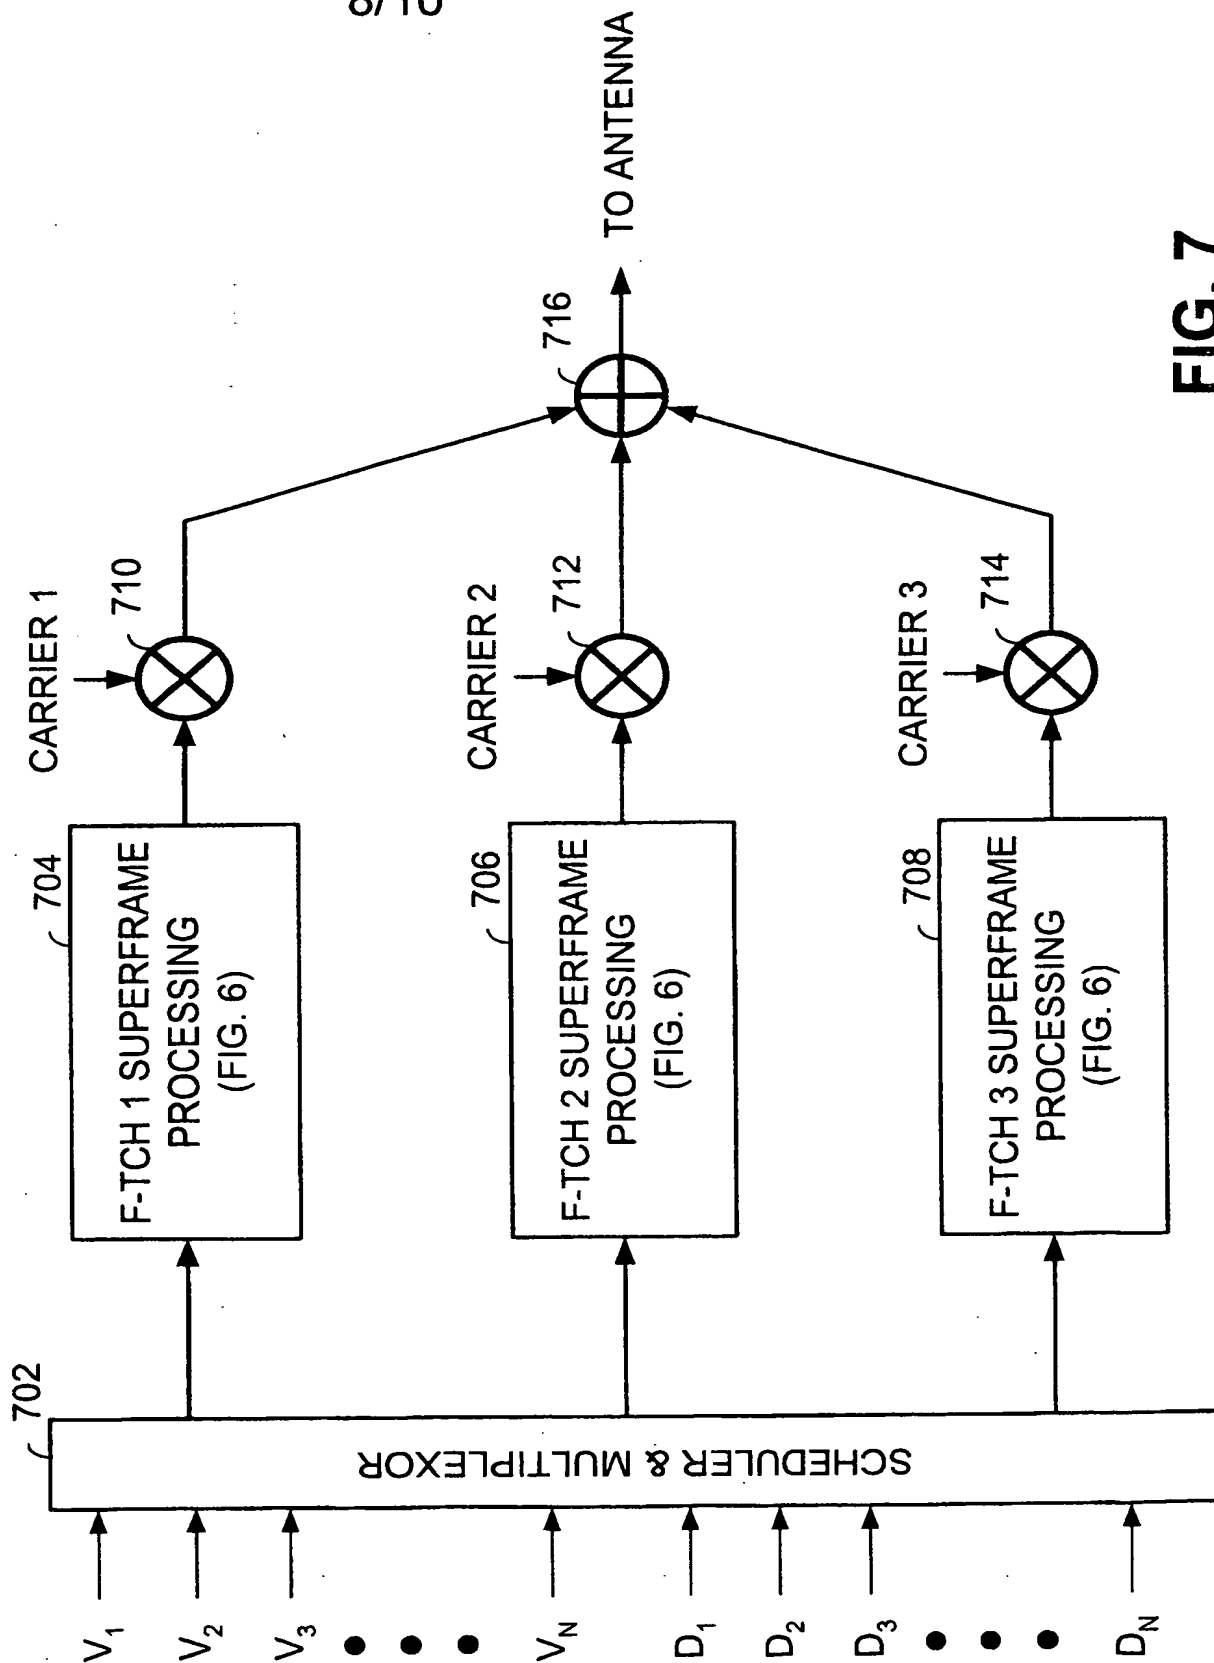 8/10
702
SCHEDULER & MULTIPLEXOR
V1
V2
V3
VN
D1
D2
D3
DN
704
F-TCH 1 SUPERFRAME
PROCESSING
(FIG. 6)
706
F-TCH 2 SUPERFRAME
PROCESSING
(FIG. 6)
708
F-TCH 3 SUPERFRAME
PROCESSING
(FIG. 6)
CARRIER 1
710
CARRIER 2
712
CARRIER 3
714
716
TO ANTENNA
FIG. 7